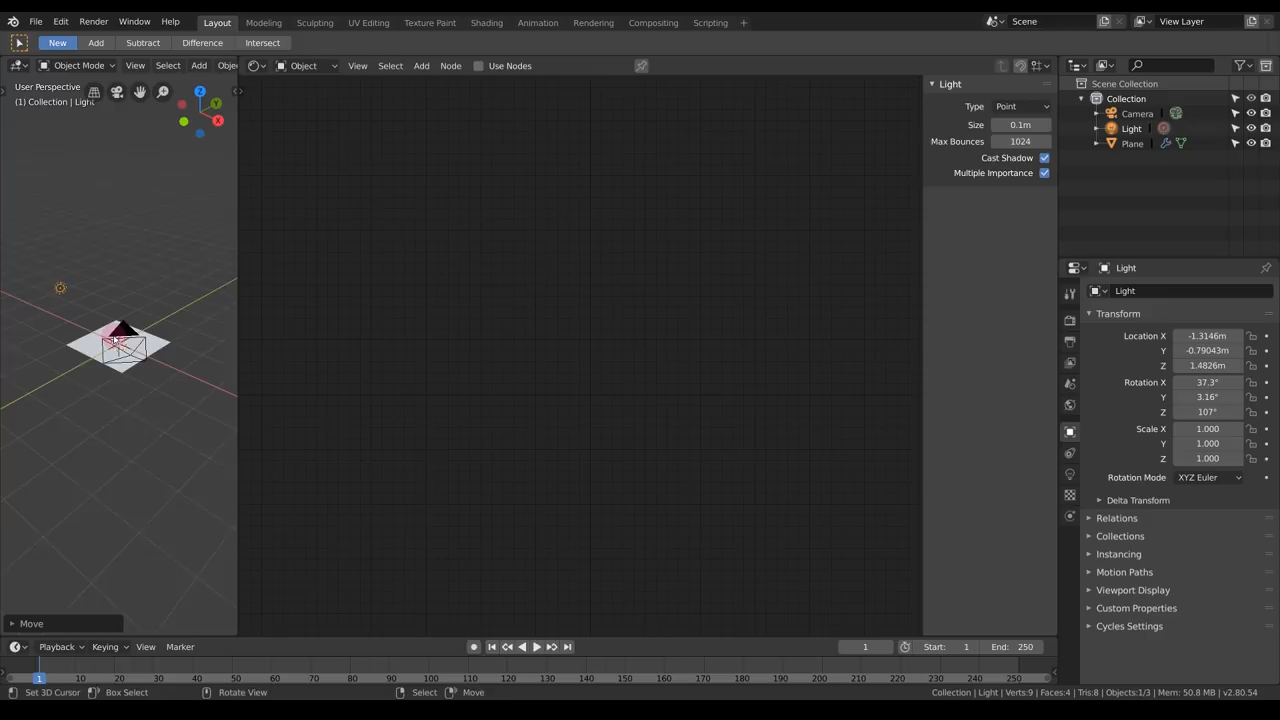 File Edit Render Window Help Layout Modeling Sculpting UV Editing Texture Paint Shading Animation Rendering Compositing Scripting + Scene View Layer
New Add Subtract Difference Intersect
Object Mode View Select Add Obje Object View Select Add Node Use Nodes
User Perspective
(1) Collection | Light
Z
Y
X
Light
Type Point
Size 0.1m
Max Bounces 1024
Cast Shadow
Multiple Importance
Scene Collection
Collection
Camera
Light
Plane
Light
Light
Transform
Location X -1.3146m
Y -0.79043m
Z 1.4826m
Rotation X 37.3°
Y 3.16°
Z 107°
Scale X 1.000
Y 1.000
Z 1.000
Rotation Mode XYZ Euler
Delta Transform
Relations
Collections
Instancing
Motion Paths
Viewport Display
Custom Properties
Cycles Settings
Move
Playback Keying View Marker 1 Start: 1 End: 250
1 10 20 30 40 50 60 70 80 90 100 110 120 130 140 150 160 170 180 190 200 210 220 230 240 250
Set 3D Cursor Box Select Rotate View Select Move Collection | Light | Verts:9 | Faces:4 | Tris:8 | Objects:1/3 | Mem: 50.8 MB | v2.80.54